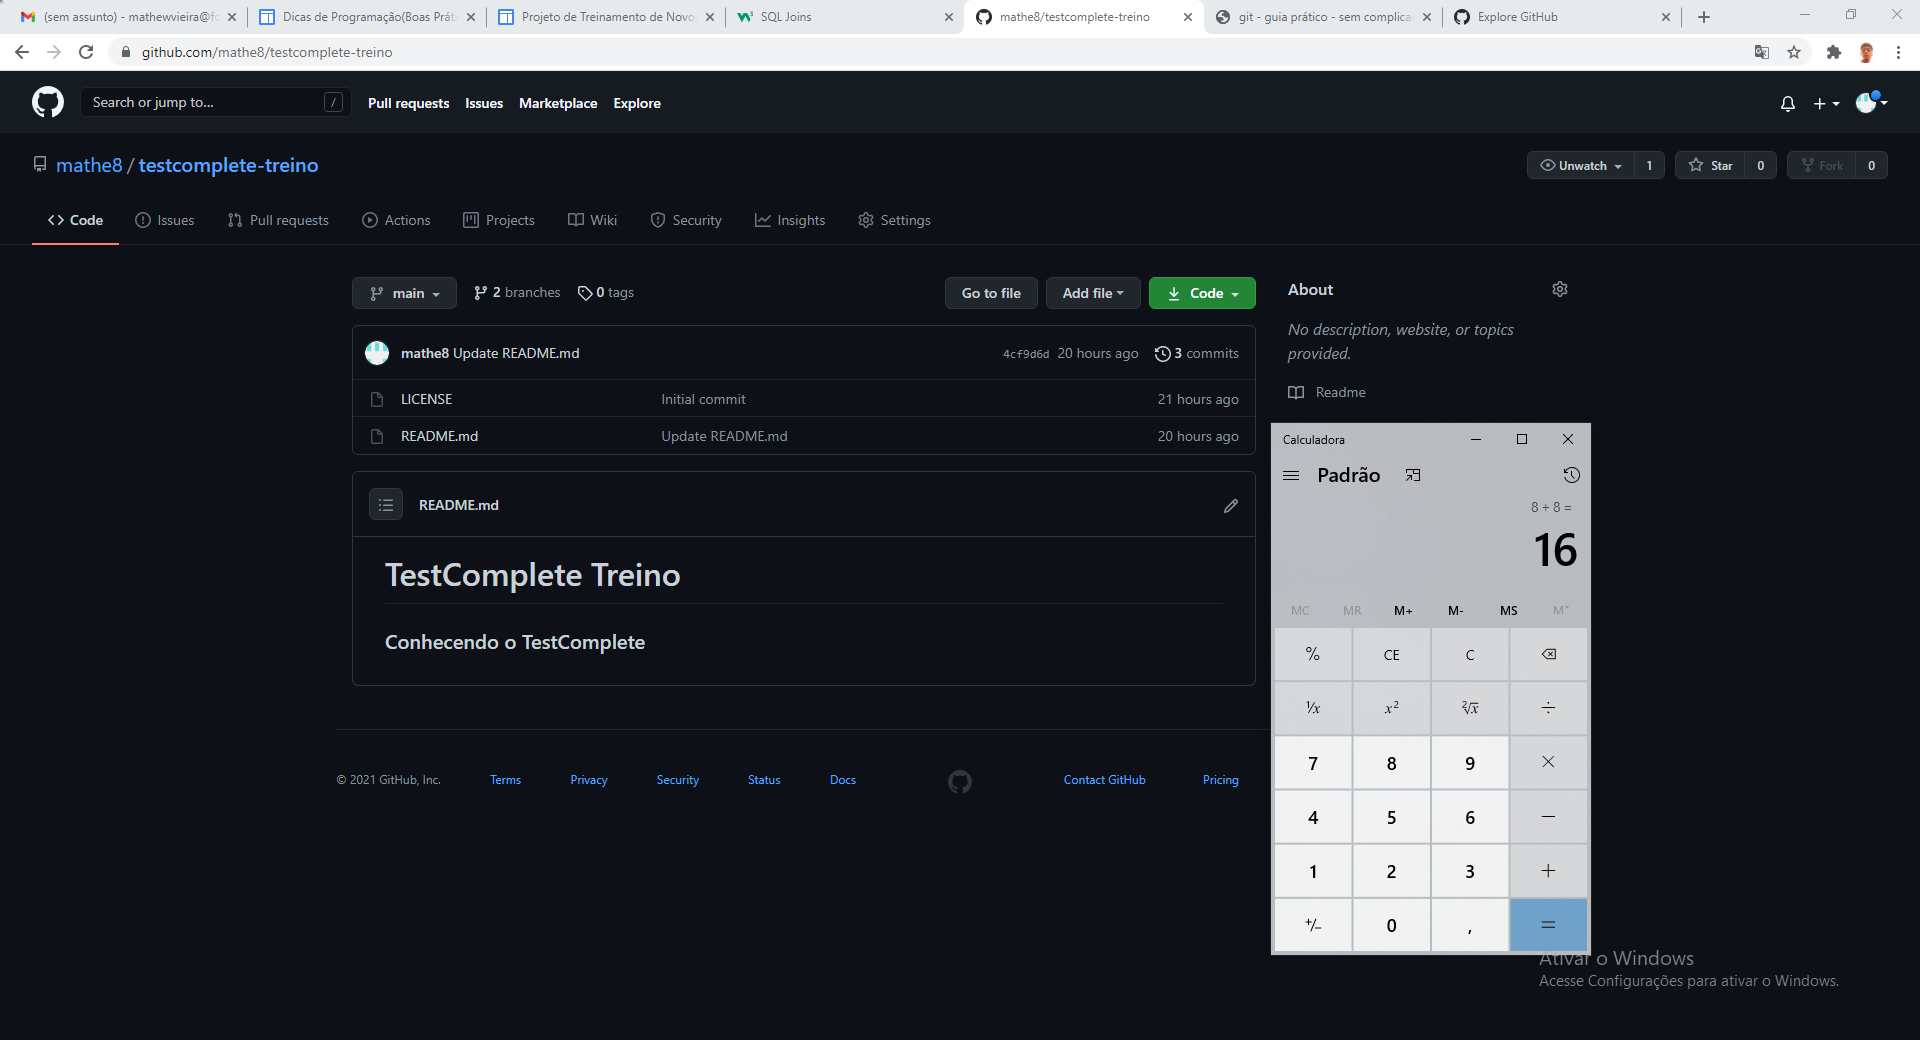 (sem assunto) - mathewvieira@fo
Dicas de Programação(Boas Práti
Projeto de Treinamento de Novo
SQL Joins
mathe8/testcomplete-treino
git - guia prático - sem complica
Explore GitHub
github.com/mathe8/testcomplete-treino
Search or jump to... /
Pull requests Issues Marketplace Explore
mathe8 / testcomplete-treino
Unwatch 1 Star 0 Fork 0
Code Issues Pull requests Actions Projects Wiki Security Insights Settings
main 2 branches 0 tags
Go to file Add file Code
mathe8 Update README.md 4cf9d6d 20 hours ago 3 commits
LICENSE Initial commit 21 hours ago
README.md Update README.md 20 hours ago
README.md
TestComplete Treino
Conhecendo o TestComplete
About
No description, website, or topics
provided.
Readme
© 2021 GitHub, Inc. Terms Privacy Security Status Docs Contact GitHub Pricing
Calculadora
Padrão
8 + 8 =
16
MC MR M+ M- MS M˅
% CE C
⅟x x² ²√x ÷
7 8 9 ×
4 5 6 −
1 2 3 +
+/− 0 , =
Ativar o Windows
Acesse Configurações para ativar o Windows.